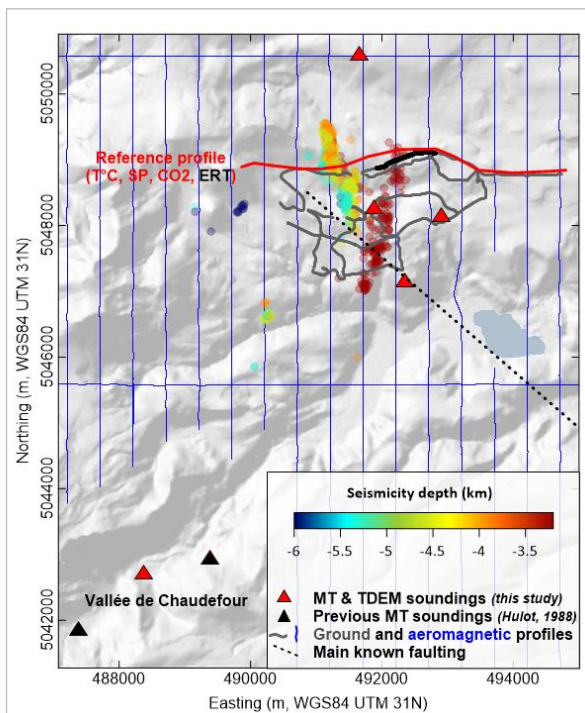 5050000
Reference profile
(T°C, SP, CO2, ERT)
5048000
Northing (m, WGS84 UTM 31N)
5046000
5044000
Seismicity depth (km)
-6 -5.5 -5 -4.5 -4 -3.5
MT & TDEM soundings (this study)
Previous MT soundings (Hulot, 1988)
Ground and aeromagnetic profiles
Main known faulting
Vallée de Chaudefour
5042000
488000 490000 492000 494000
Easting (m, WGS84 UTM 31N)